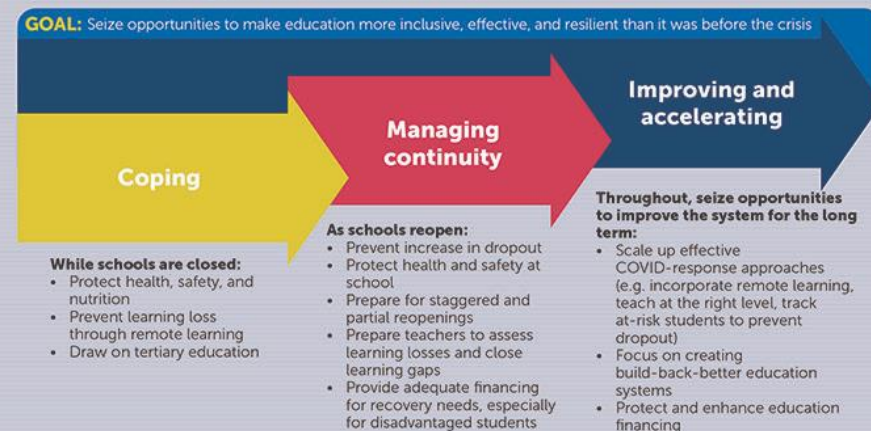 GOAL: Seize opportunities to make education more inclusive, effective, and resilient than it was before the crisis
Coping
While schools are closed:
• Protect health, safety, and
nutrition
• Prevent learning loss
through remote learning
• Draw on tertiary education
Managing
continuity
As schools reopen:
• Prevent increase in dropout
• Protect health and safety at
school
• Prepare for staggered and
partial reopenings
• Prepare teachers to assess
learning losses and close
learning gaps
• Provide adequate financing
for recovery needs, especially
for disadvantaged students
Improving and
accelerating
Throughout, seize opportunities
to improve the system for the long
term:
• Scale up effective
COVID-response approaches
(e.g. incorporate remote learning,
teach at the right level, track
at-risk students to prevent
dropout)
• Focus on creating
build-back-better education
systems
• Protect and enhance education
financing